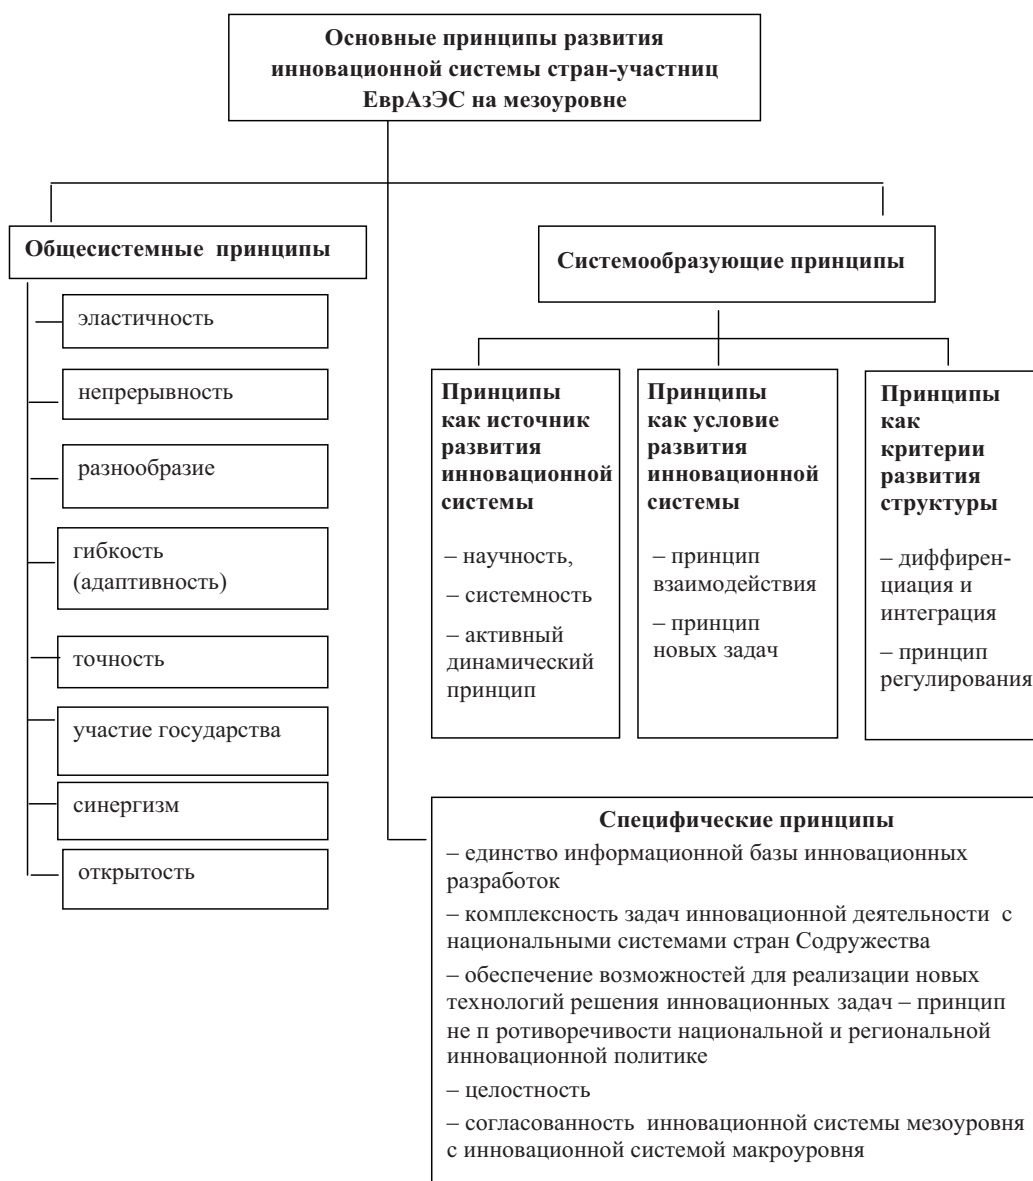 Основные принципы развития
инновационной системы стран-участниц
ЕврАзЭС на мезоуровне
Общесистемные принципы
эластичность
непрерывность
разнообразие
гибкость
(адаптивность)
точность
участие государства
синергизм
открытость
Системообразующие принципы
Принципы
как источник
развития
инновационной
системы
– научность,
– системность
– активный
динамический
принцип
Принципы
как условие
развития
инновационной
системы
– принцип
взаимодействия
– принцип
новых задач
Принципы
как
критерии
развития
структуры
– диффирен-
циация и
интеграция
– принцип
регулирования
Специфические принципы
– единство информационной базы инновационных
разработок
– комплексность задач инновационной деятельности с
национальными системами стран Содружества
– обеспечение возможностей для реализации новых
технологий решения инновационных задач – принцип
не п ротиворечивости национальной и региональной
инновационной политике
– целостность
– согласованность инновационной системы мезоуровня
с инновационной системой макроуровня